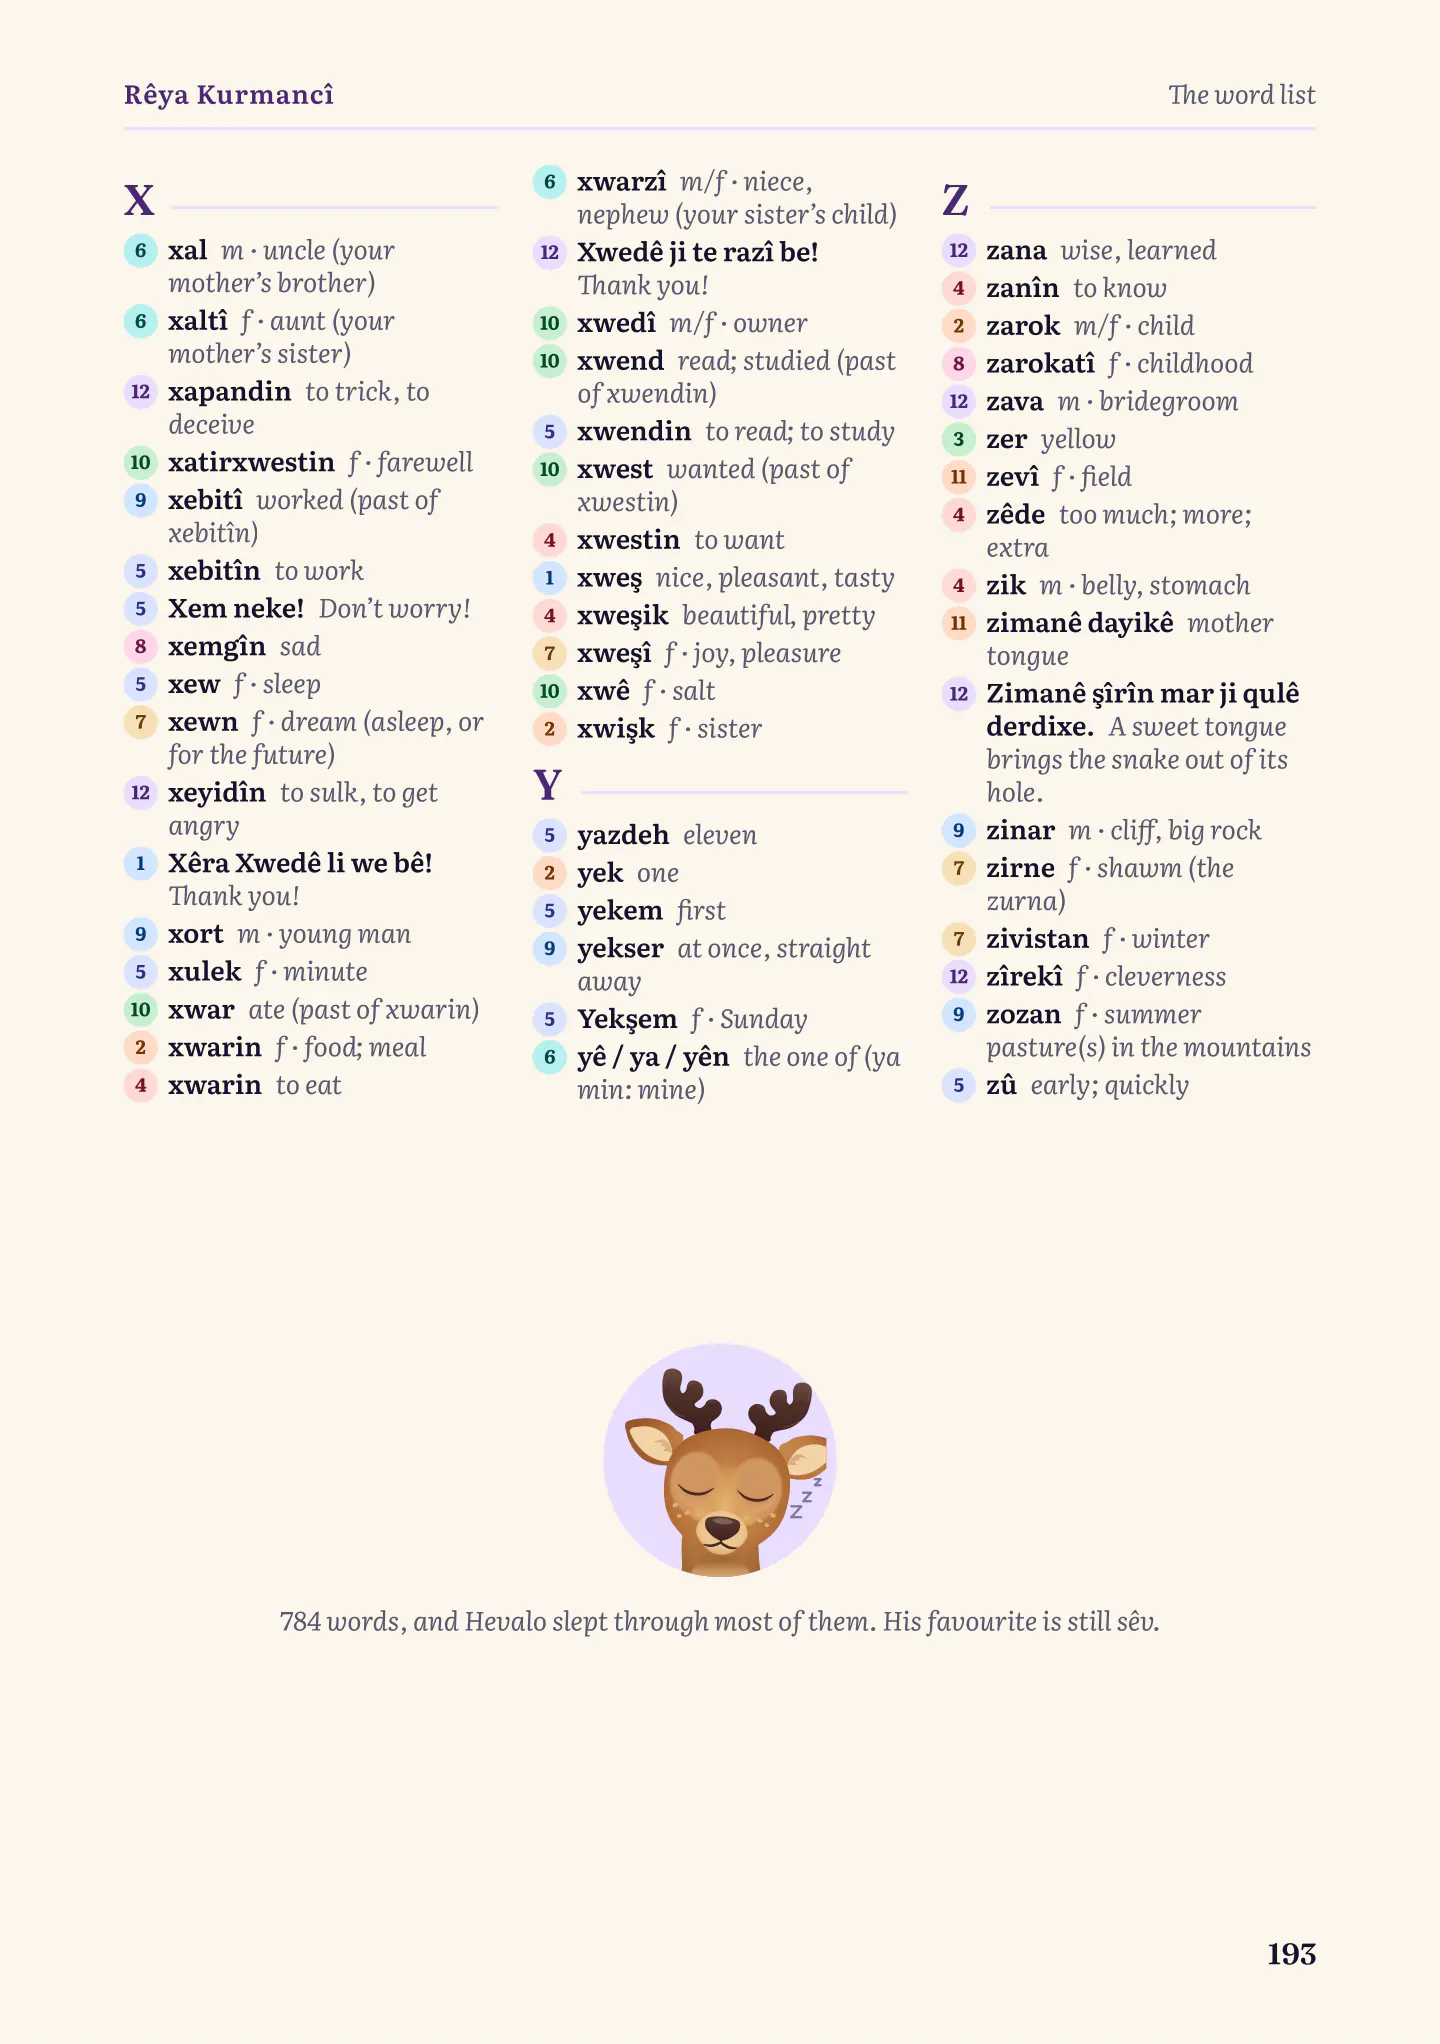 Rêya Kurmancî
The word list
X
6 xal m · uncle (your
mother’s brother)
6 xaltî f · aunt (your
mother’s sister)
12 xapandin to trick, to
deceive
10 xatirxwestin f · farewell
9 xebitî worked (past of
xebitîn)
5 xebitîn to work
5 Xem neke! Don’t worry!
8 xemgîn sad
5 xew f · sleep
7 xewn f · dream (asleep, or
for the future)
12 xeyidîn to sulk, to get
angry
1 Xêra Xwedê li we bê!
Thank you!
9 xort m · young man
5 xulek f · minute
10 xwar ate (past of xwarin)
2 xwarin f · food; meal
4 xwarin to eat
6 xwarzî m/f · niece,
nephew (your sister’s child)
12 Xwedê ji te razî be!
Thank you!
10 xwedî m/f · owner
10 xwend read; studied (past
of xwendin)
5 xwendin to read; to study
10 xwest wanted (past of
xwestin)
4 xwestin to want
1 xweş nice, pleasant, tasty
4 xweşik beautiful, pretty
7 xweşî f · joy, pleasure
10 xwê f · salt
2 xwişk f · sister
Y
5 yazdeh eleven
2 yek one
5 yekem first
9 yekser at once, straight
away
5 Yekşem f · Sunday
6 yê / ya / yên the one of (ya
min: mine)
Z
12 zana wise, learned
4 zanîn to know
2 zarok m/f · child
8 zarokatî f · childhood
12 zava m · bridegroom
3 zer yellow
11 zevî f · field
4 zêde too much; more;
extra
4 zik m · belly, stomach
11 zimanê dayikê mother
tongue
12 Zimanê şîrîn mar ji qulê
derdixe. A sweet tongue
brings the snake out of its
hole.
9 zinar m · cliff, big rock
7 zirne f · shawm (the
zurna)
7 zivistan f · winter
12 zîrekî f · cleverness
9 zozan f · summer
pasture(s) in the mountains
5 zû early; quickly
z
z
z
784 words, and Hevalo slept through most of them. His favourite is still sêv.
193